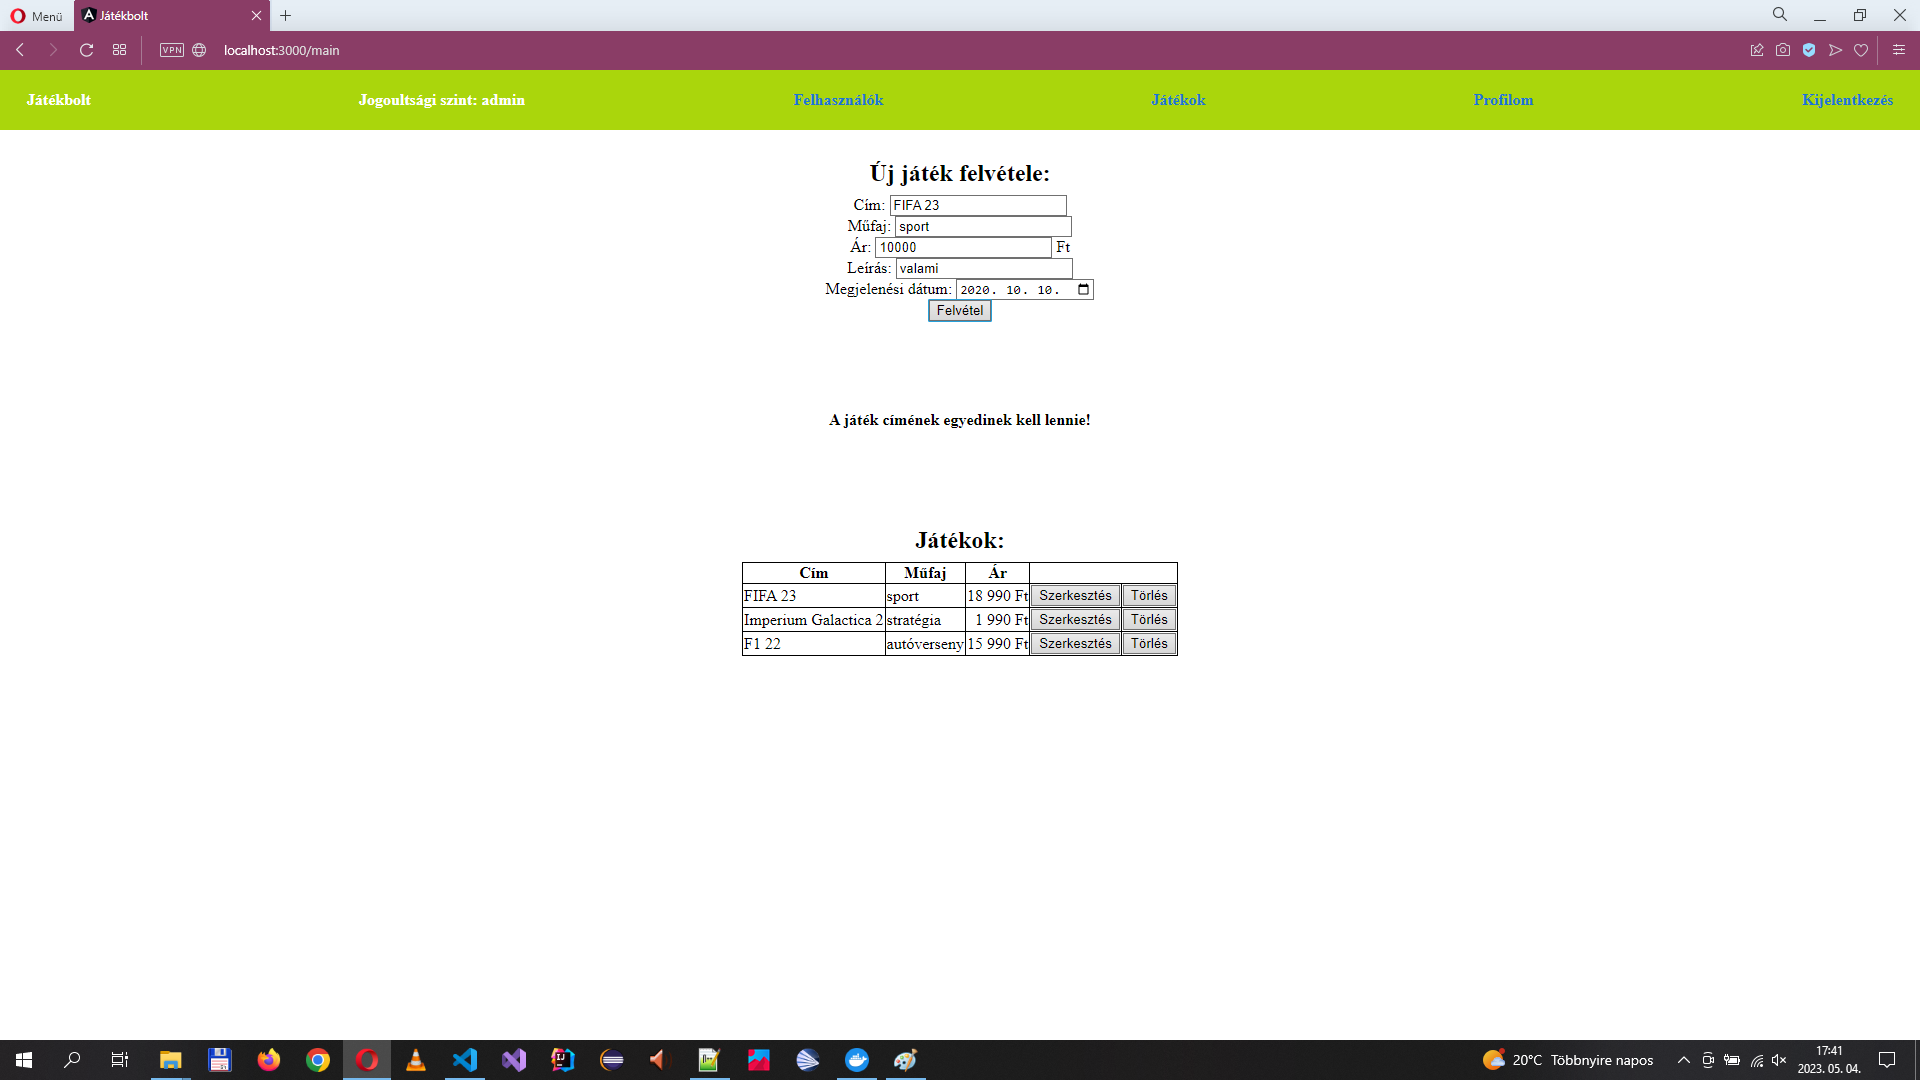 Menü
Játékbolt
VPN
localhost:3000/main
Játékbolt Jogoultsági szint: admin Felhasználók Játékok Profilom Kijelentkezés
Új játék felvétele:
Cím: FIFA 23
Műfaj: sport
Ár: 10000 Ft
Leírás: valami
Megjelenési dátum: 2020. 10. 10.
Felvétel
A játék címének egyedinek kell lennie!
Játékok:
Cím Műfaj Ár
FIFA 23 sport 18 990 Ft Szerkesztés Törlés
Imperium Galactica 2 stratégia 1 990 Ft Szerkesztés Törlés
F1 22 autóverseny 15 990 Ft Szerkesztés Törlés
20°C Többnyire napos
17:41
2023. 05. 04.